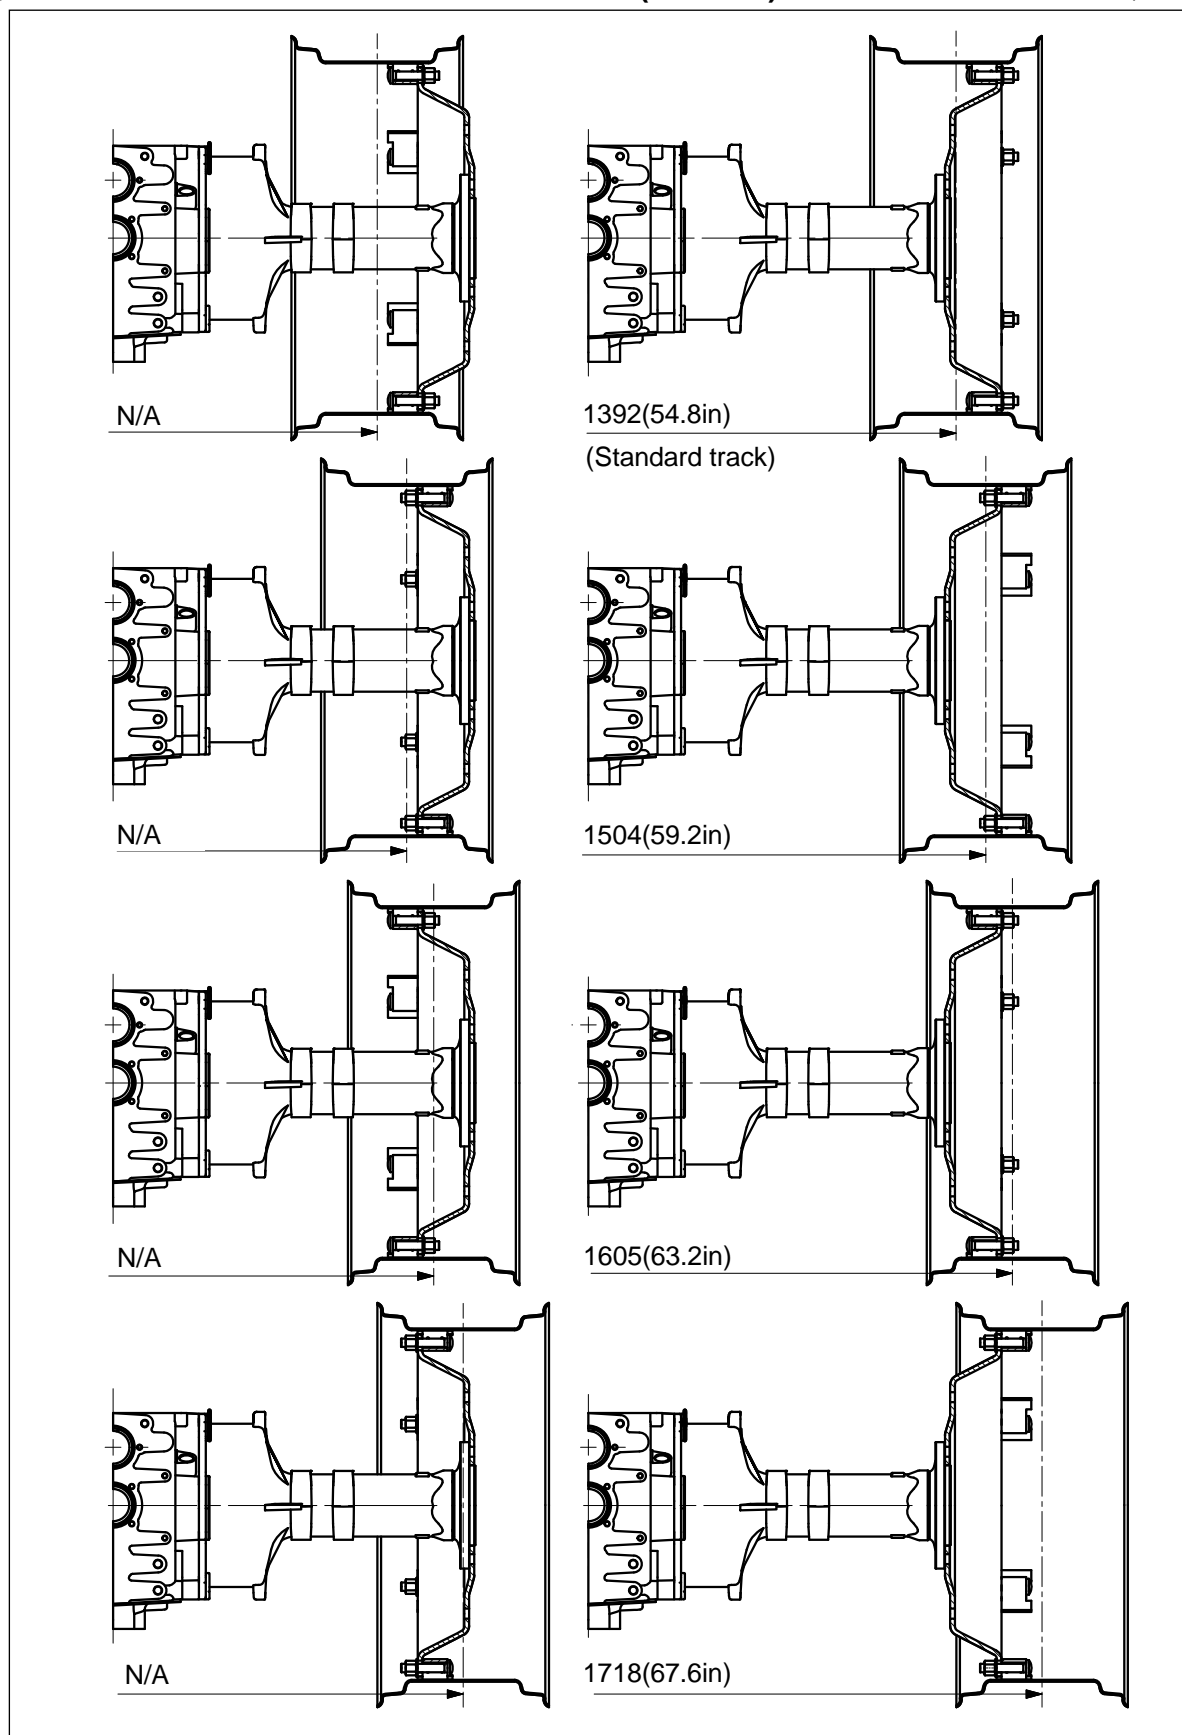 N/A
1392(54.8in)
(Standard track)
N/A
1504(59.2in)
N/A
1605(63.2in)
N/A
1718(67.6in)